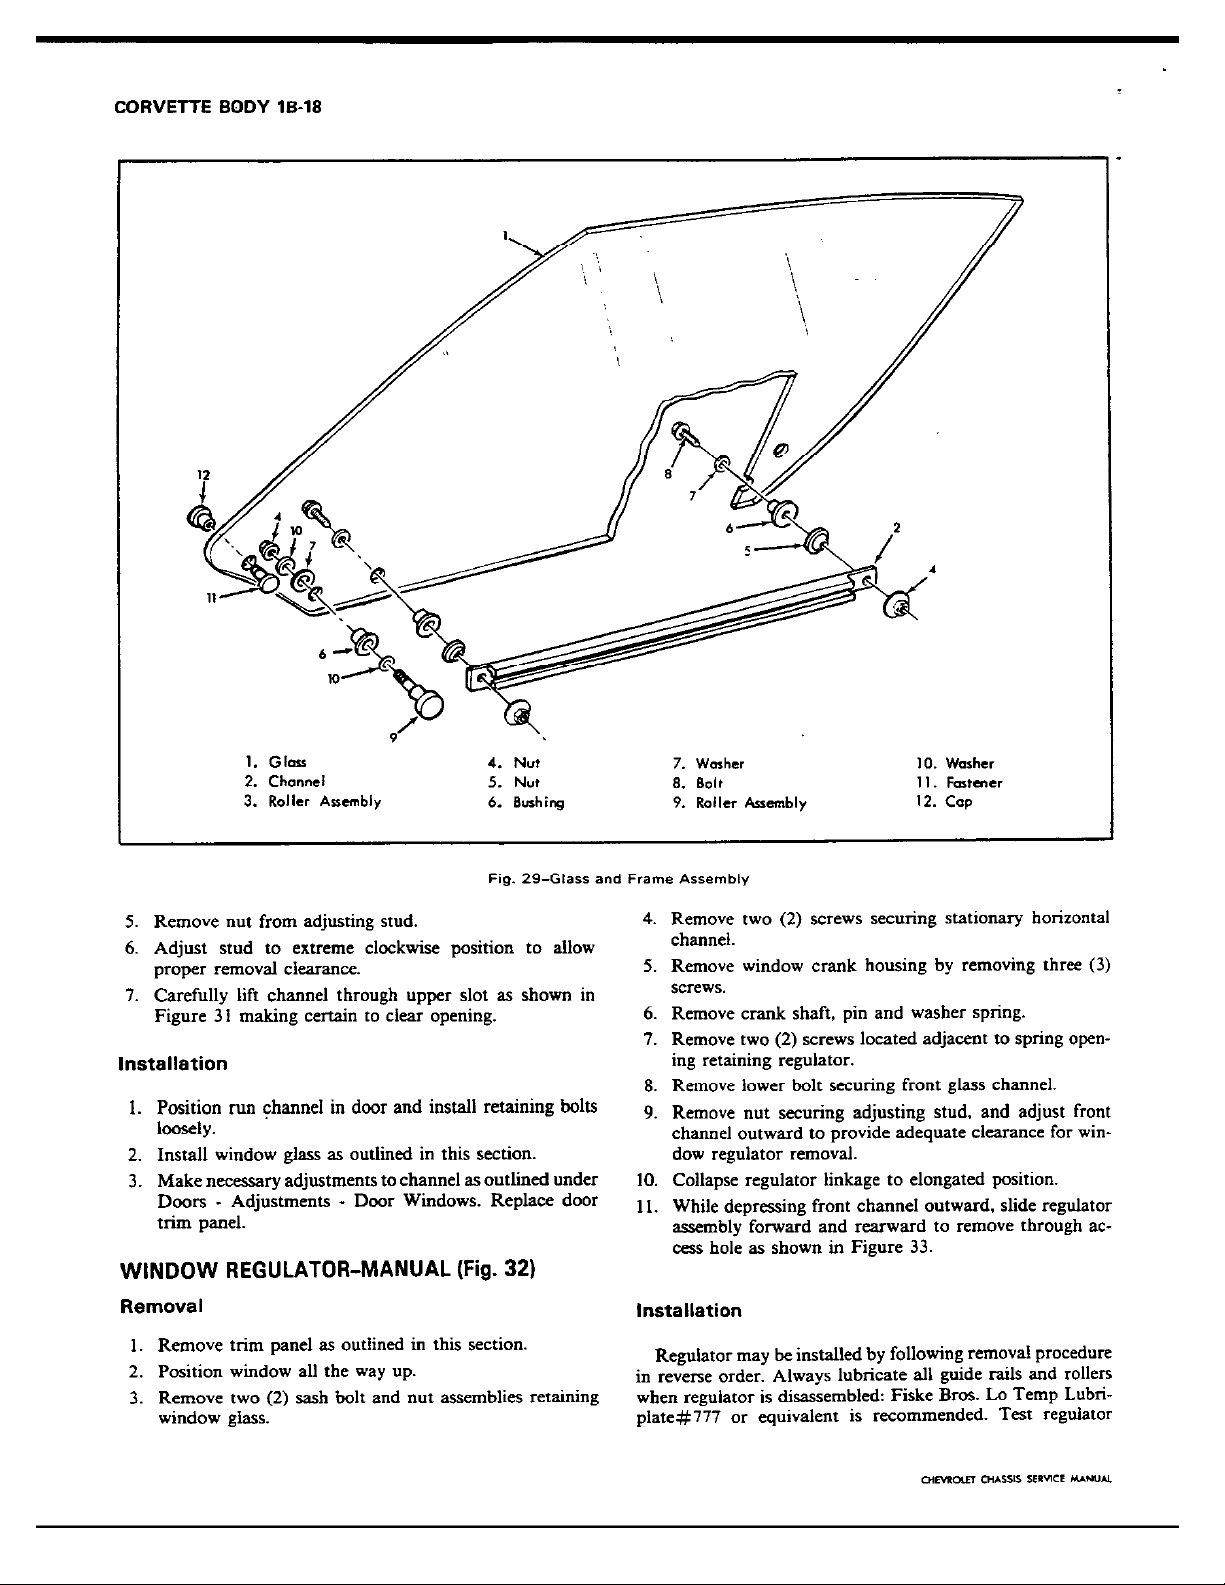 CORVETTE BODY 1B-18
1
12
4
10
7
11
6
10
9
8
7
6
5
2
4
1. Glass
2. Channel
3. Roller Assembly
4. Nut
5. Nut
6. Bushing
7. Washer
8. Bolt
9. Roller Assembly
10. Washer
11. Fastener
12. Cap
Fig. 29–Glass and Frame Assembly
5. Remove nut from adjusting stud.
6. Adjust stud to extreme clockwise position to allow
proper removal clearance.
7. Carefully lift channel through upper slot as shown in
Figure 31 making certain to clear opening.
Installation
1. Position run channel in door and install retaining bolts
loosely.
2. Install window glass as outlined in this section.
3. Make necessary adjustments to channel as outlined under
Doors - Adjustments - Door Windows. Replace door
trim panel.
WINDOW REGULATOR–MANUAL (Fig. 32)
Removal
1. Remove trim panel as outlined in this section.
2. Position window all the way up.
3. Remove two (2) sash bolt and nut assemblies retaining
window glass.
4. Remove two (2) screws securing stationary horizontal
channel.
5. Remove window crank housing by removing three (3)
screws.
6. Remove crank shaft, pin and washer spring.
7. Remove two (2) screws located adjacent to spring open-
ing retaining regulator.
8. Remove lower bolt securing front glass channel.
9. Remove nut securing adjusting stud, and adjust front
channel outward to provide adequate clearance for win-
dow regulator removal.
10. Collapse regulator linkage to elongated position.
11. While depressing front channel outward, slide regulator
assembly forward and rearward to remove through ac-
cess hole as shown in Figure 33.
Installation
Regulator may be installed by following removal procedure
in reverse order. Always lubricate all guide rails and rollers
when regulator is disassembled: Fiske Bros. Lo Temp Lubri-
plate#777 or equivalent is recommended. Test regulator
CHEVROLET CHASSIS SERVICE MANUAL